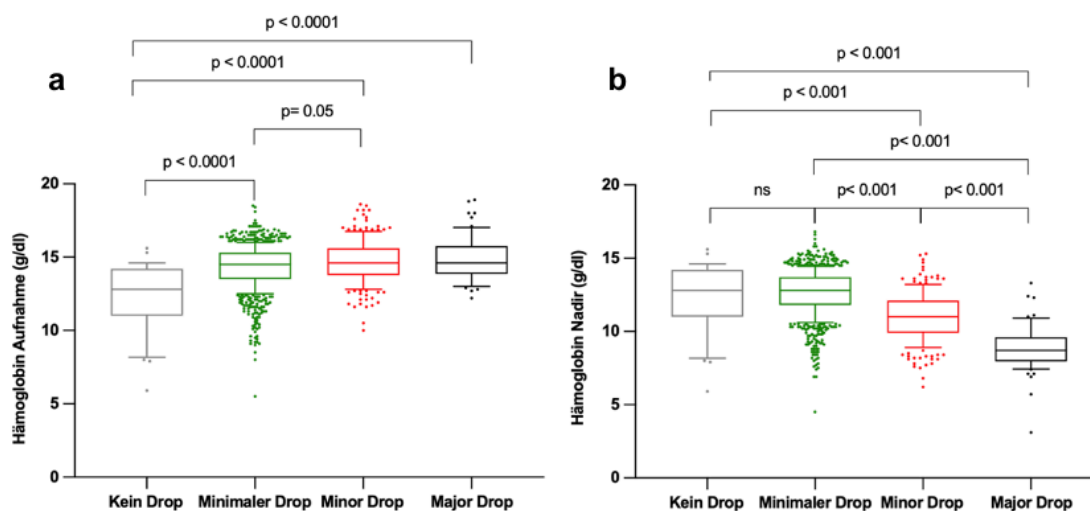 a
p < 0.0001
p < 0.0001
p= 0.05
p < 0.0001
Hämoglobin Aufnahme (g/dl)
20
15
10
5
0
Kein Drop Minimaler Drop Minor Drop Major Drop
b
p < 0.001
p < 0.001
p< 0.001
ns p< 0.001 p< 0.001
Hämoglobin Nadir (g/dl)
20
15
10
5
0
Kein Drop Minimaler Drop Minor Drop Major Drop